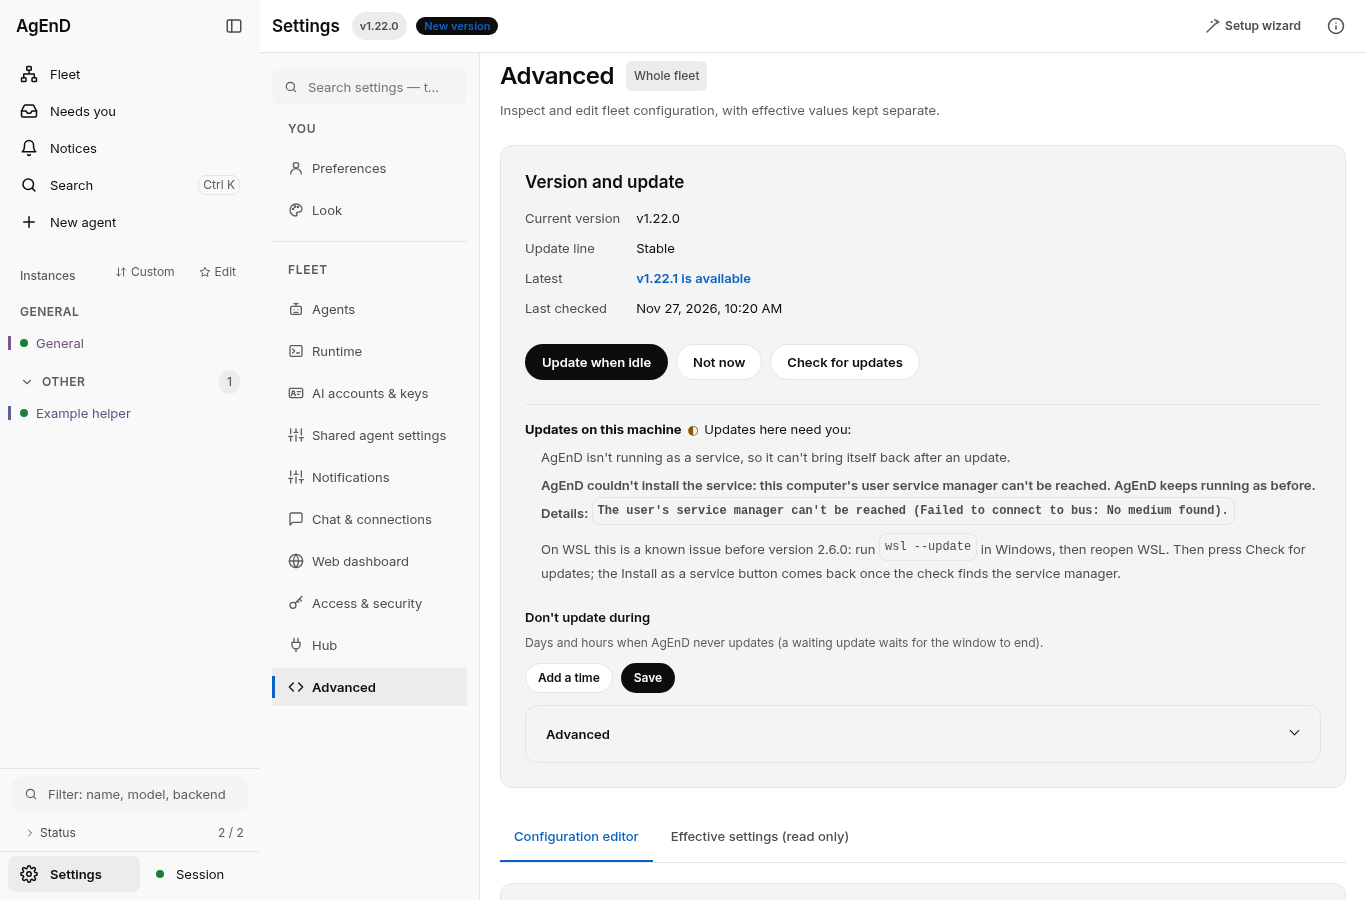 AgEnD
Fleet
Needs you
Notices
Search
Ctrl K
New agent
Instances
Custom
Edit
GENERAL
General
OTHER
1
Example helper
Filter: name, model, backend
Status
2 / 2
Settings
Session
Settings
v1.22.0
New version
Setup wizard
Search settings — t...
YOU
Preferences
Look
FLEET
Agents
Runtime
AI accounts & keys
Shared agent settings
Notifications
Chat & connections
Web dashboard
Access & security
Hub
Advanced
Advanced
Whole fleet
Inspect and edit fleet configuration, with effective values kept separate.
Version and update
Current version v1.22.0
Update line Stable
Latest v1.22.1 is available
Last checked Nov 27, 2026, 10:20 AM
Update when idle
Not now
Check for updates
Updates on this machine Updates here need you:
AgEnD isn't running as a service, so it can't bring itself back after an update.
AgEnD couldn't install the service: this computer's user service manager can't be reached. AgEnD keeps running as before.
Details: The user's service manager can't be reached (Failed to connect to bus: No medium found).
On WSL this is a known issue before version 2.6.0: run wsl --update in Windows, then reopen WSL. Then press Check for
updates; the Install as a service button comes back once the check finds the service manager.
Don't update during
Days and hours when AgEnD never updates (a waiting update waits for the window to end).
Add a time
Save
Advanced
Configuration editor
Effective settings (read only)